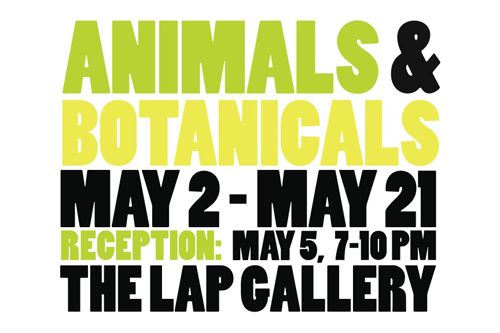 ANIMALS &
BOTANICALS
MAY 2 - MAY 21
RECEPTION: MAY 5, 7-10 PM
THE LAP GALLERY